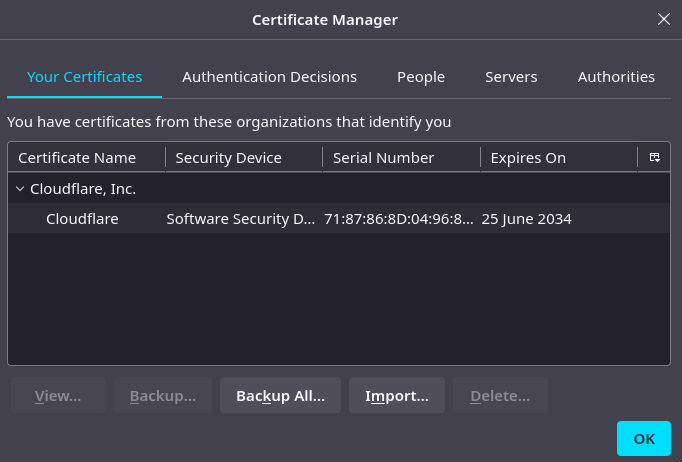 Certificate Manager
Your Certificates Authentication Decisions People Servers Authorities
You have certificates from these organizations that identify you
Certificate Name Security Device Serial Number Expires On
Cloudflare, Inc.
Cloudflare Software Security D... 71:87:86:8D:04:96:8... 25 June 2034
View... Backup... Backup All... Import... Delete...
OK